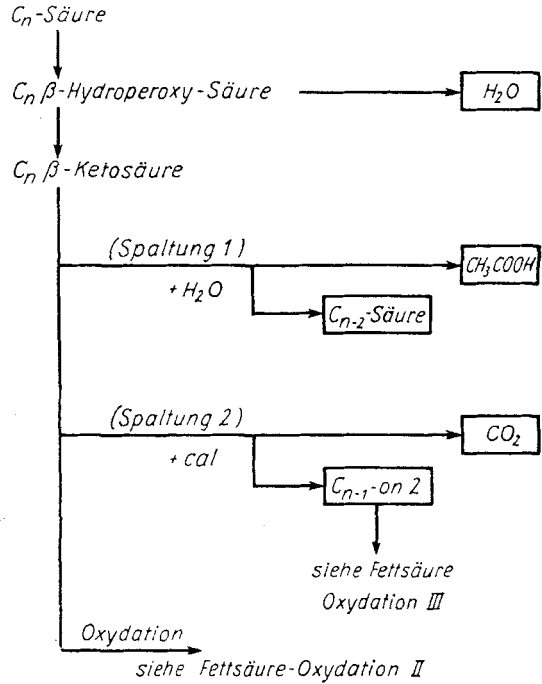 Cₙ-Säure
Cₙ β-Hydroperoxy-Säure
H₂O
Cₙ β-Ketosäure
(Spaltung 1)
CH₃COOH
+ H₂O
Cₙ₋₂-Säure
(Spaltung 2)
CO₂
+ cal
Cₙ₋₁-on 2
siehe Fettsäure
Oxydation III
Oxydation
siehe Fettsäure-Oxydation II